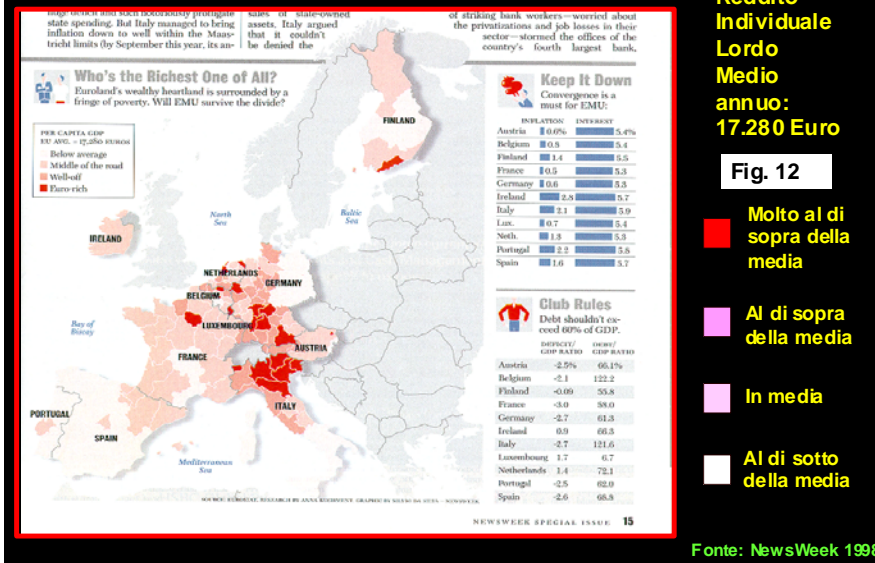 huge deficit and such notoriously profligate
state spending. But Italy managed to bring
inflation down to well within the Maas-
tricht limits (by September this year, its an-
sales of state-owned
assets, Italy argued
that it couldn't
be denied the
of striking bank workers—worried about
the privatizations and job losses in their
sector—stormed the offices of the
country's fourth largest bank,
Who's the Richest One of All?
Euroland's wealthy heartland is surrounded by a
fringe of poverty. Will EMU survive the divide?
PER CAPITA GDP
EU AVG. = 17,280 EUROS
Below average
Middle of the road
Well-off
Euro-rich
FINLAND
North
Sea
Baltic
Sea
IRELAND
NETHERLANDS
GERMANY
BELGIUM
LUXEMBOURG
Bay of
Biscay
AUSTRIA
FRANCE
ITALY
PORTUGAL
SPAIN
Mediterranean
Sea
Keep It Down
Convergence is a
must for EMU:
INFLATION INTEREST
Austria 0.6% 5.4%
Belgium 0.8 5.4
Finland 1.4 5.5
France 0.5 5.3
Germany 0.6 5.3
Ireland 2.8 5.7
Italy 2.1 5.9
Lux. 0.7 5.4
Neth. 1.3 5.3
Portugal 2.2 5.8
Spain 1.6 5.7
Club Rules
Debt shouldn't ex-
ceed 60% of GDP.
DEFICIT/ DEBT/
GDP RATIO GDP RATIO
Austria -2.5% 66.1%
Belgium -2.1 122.2
Finland -0.09 55.8
France -3.0 58.0
Germany -2.7 61.3
Ireland 0.9 66.3
Italy -2.7 121.6
Luxembourg 1.7 6.7
Netherlands 1.4 72.1
Portugal -2.5 62.0
Spain -2.6 68.8
NEWSWEEK SPECIAL ISSUE 15
Reddito
Individuale
Lordo
Medio
annuo:
17.280 Euro
Fig. 12
Molto al di
sopra della
media
Al di sopra
della media
In media
Al di sotto
della media
Fonte: NewsWeek 1998